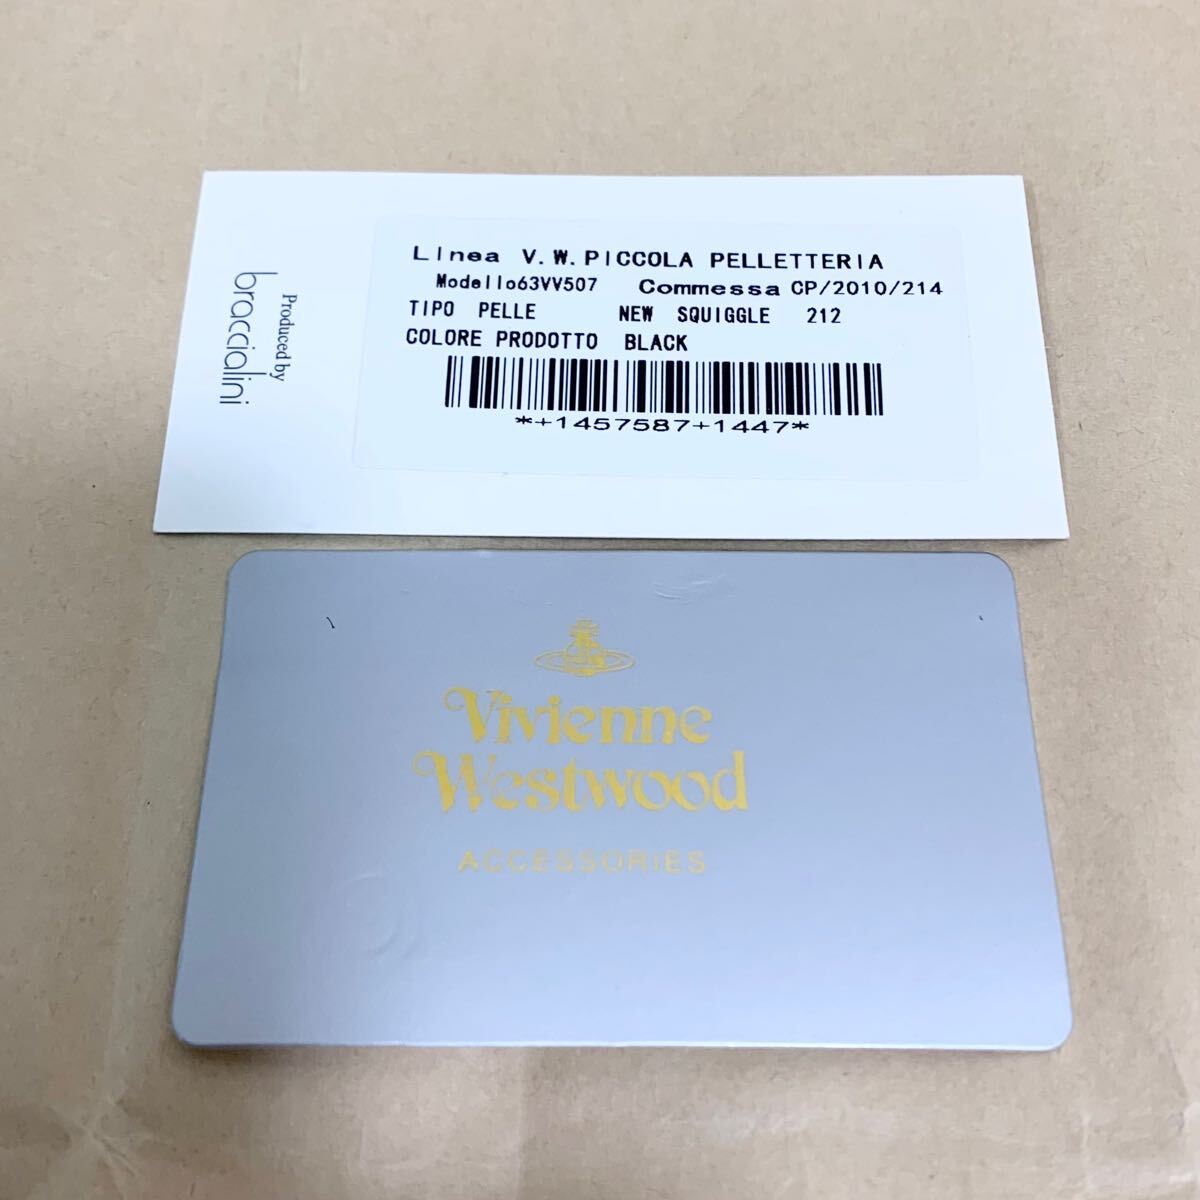 Linea V.W.PICCOLA PELLETTERIA
Modello63VV507 Commessa CP/2010/214
TIPO PELLE NEW SQUIGGLE 212
COLORE PRODOTTO BLACK
*+1457587+1447*
Produced by
braccialini
Vivienne
Westwood
ACCESSORIES